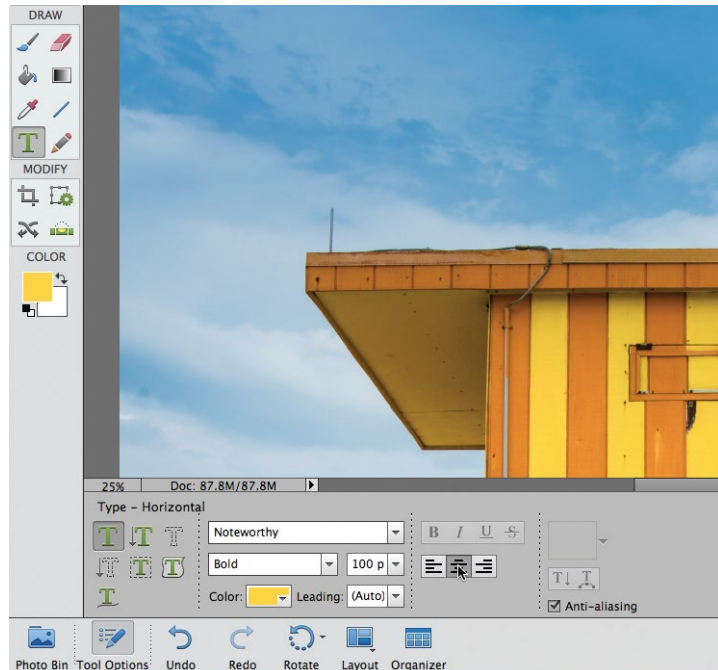 DRAW
MODIFY
COLOR
25% Doc: 87.8M/87.8M
Type - Horizontal
Noteworthy
B I U S
Bold 100 p
Color: Leading: (Auto)
Anti-aliasing
Photo Bin Tool Options Undo Redo Rotate Layout Organizer